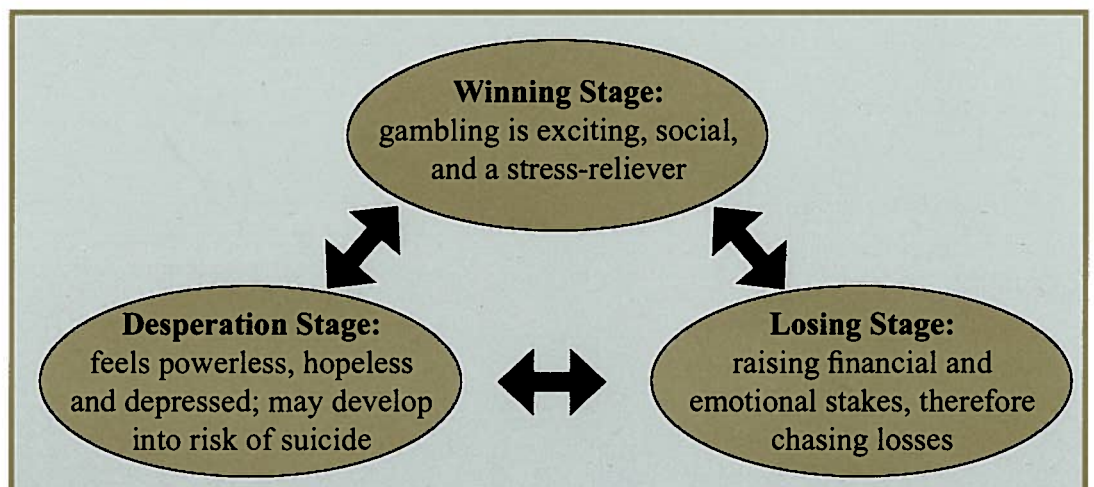 Winning Stage:
gambling is exciting, social,
and a stress-reliever
Desperation Stage:
feels powerless, hopeless
and depressed; may develop
into risk of suicide
Losing Stage:
raising financial and
emotional stakes, therefore
chasing losses